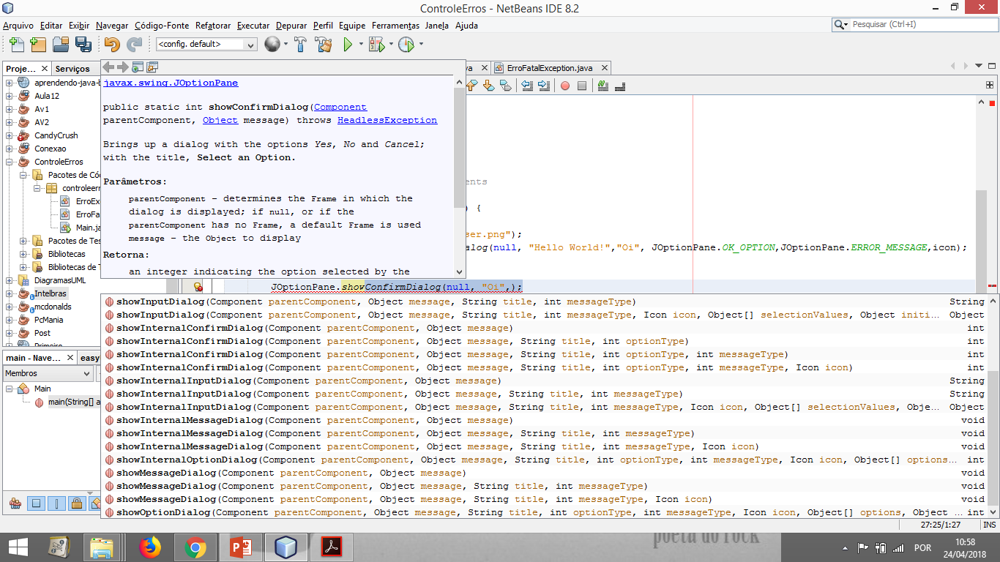 ControleErros - NetBeans IDE 8.2
Arquivo Editar Exibir Navegar Código-Fonte Refatorar Executar Depurar Perfil Equipe Ferramentas Janela Ajuda
Pesquisar (Ctrl+I)
<config. default>
Proje... Serviços
va ErroFatalException.java
aprendendo-java-b
Aula12
Av1
AV2
CandyCrush
Conexao
ControleErros
Pacotes de Có
controleerr
ErroEx
ErroFa
Main.ja
Pacotes de Tes
Bibliotecas
Bibliotecas de T
DiagramasUML
Intelbras
mcdonalds
PcMania
Post
Primeiro
javax.swing.JOptionPane
public static int showConfirmDialog(Component
parentComponent, Object message) throws HeadlessException
Brings up a dialog with the options Yes, No and Cancel;
with the title, Select an Option.
Parâmetros:
parentComponent - determines the Frame in which the
dialog is displayed; if null, or if the
parentComponent has no Frame, a default Frame is used
message - the Object to display
Retorna:
an integer indicating the option selected by the
ents
) {
ser.png");
alog(null, "Hello World!","Oi", JOptionPane.OK_OPTION,JOptionPane.ERROR_MESSAGE,icon);
JOptionPane.showConfirmDialog(null, "Oi",);
showInputDialog(Component parentComponent, Object message, String title, int messageType) String
showInputDialog(Component parentComponent, Object message, String title, int messageType, Icon icon, Object[] selectionValues, Object initi... Object
showInternalConfirmDialog(Component parentComponent, Object message) int
showInternalConfirmDialog(Component parentComponent, Object message, String title, int optionType) int
showInternalConfirmDialog(Component parentComponent, Object message, String title, int optionType, int messageType) int
showInternalConfirmDialog(Component parentComponent, Object message, String title, int optionType, int messageType, Icon icon) int
showInternalInputDialog(Component parentComponent, Object message) String
showInternalInputDialog(Component parentComponent, Object message, String title, int messageType) String
showInternalInputDialog(Component parentComponent, Object message, String title, int messageType, Icon icon, Object[] selectionValues, Obje... Object
showInternalMessageDialog(Component parentComponent, Object message) void
showInternalMessageDialog(Component parentComponent, Object message, String title, int messageType) void
showInternalMessageDialog(Component parentComponent, Object message, String title, int messageType, Icon icon) void
showInternalOptionDialog(Component parentComponent, Object message, String title, int optionType, int messageType, Icon icon, Object[] options... int
showMessageDialog(Component parentComponent, Object message) void
showMessageDialog(Component parentComponent, Object message, String title, int messageType) void
showMessageDialog(Component parentComponent, Object message, String title, int messageType, Icon icon) void
showOptionDialog(Component parentComponent, Object message, String title, int optionType, int messageType, Icon icon, Object[] options, Object ... int
main - Nave... easy
Membros
Main
main(String[] a
27:25/1:27 INS
poeta do rock
POR
10:58
24/04/2018